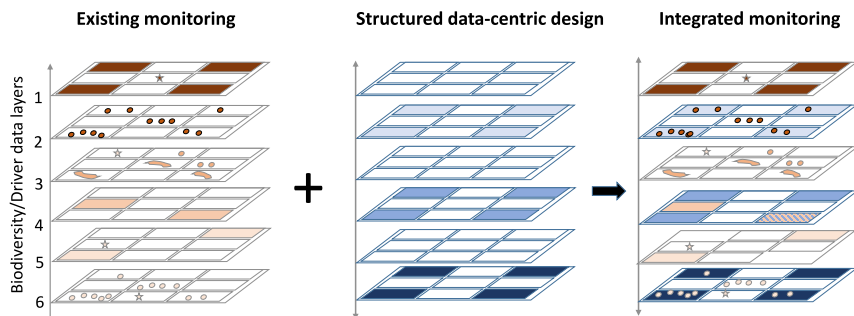 Existing monitoring
Structured data-centric design
Integrated monitoring
Biodiversity/Driver data layers
1
2
3
4
5
6